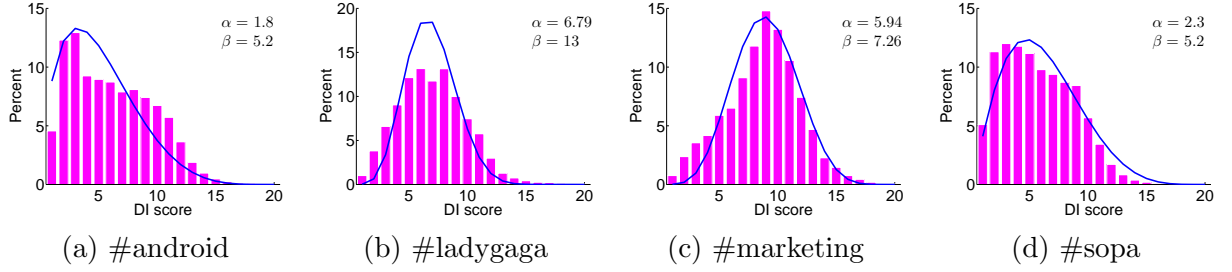 15
10
5
0
Percent
α = 1.8
β = 5.2
5 10 15 20
DI score
(a) #android
20
15
10
5
0
Percent
α = 6.79
β = 13
5 10 15 20
DI score
(b) #ladygaga
15
10
5
0
Percent
α = 5.94
β = 7.26
5 10 15 20
DI score
(c) #marketing
15
10
5
0
Percent
α = 2.3
β = 5.2
5 10 15 20
DI score
(d) #sopa